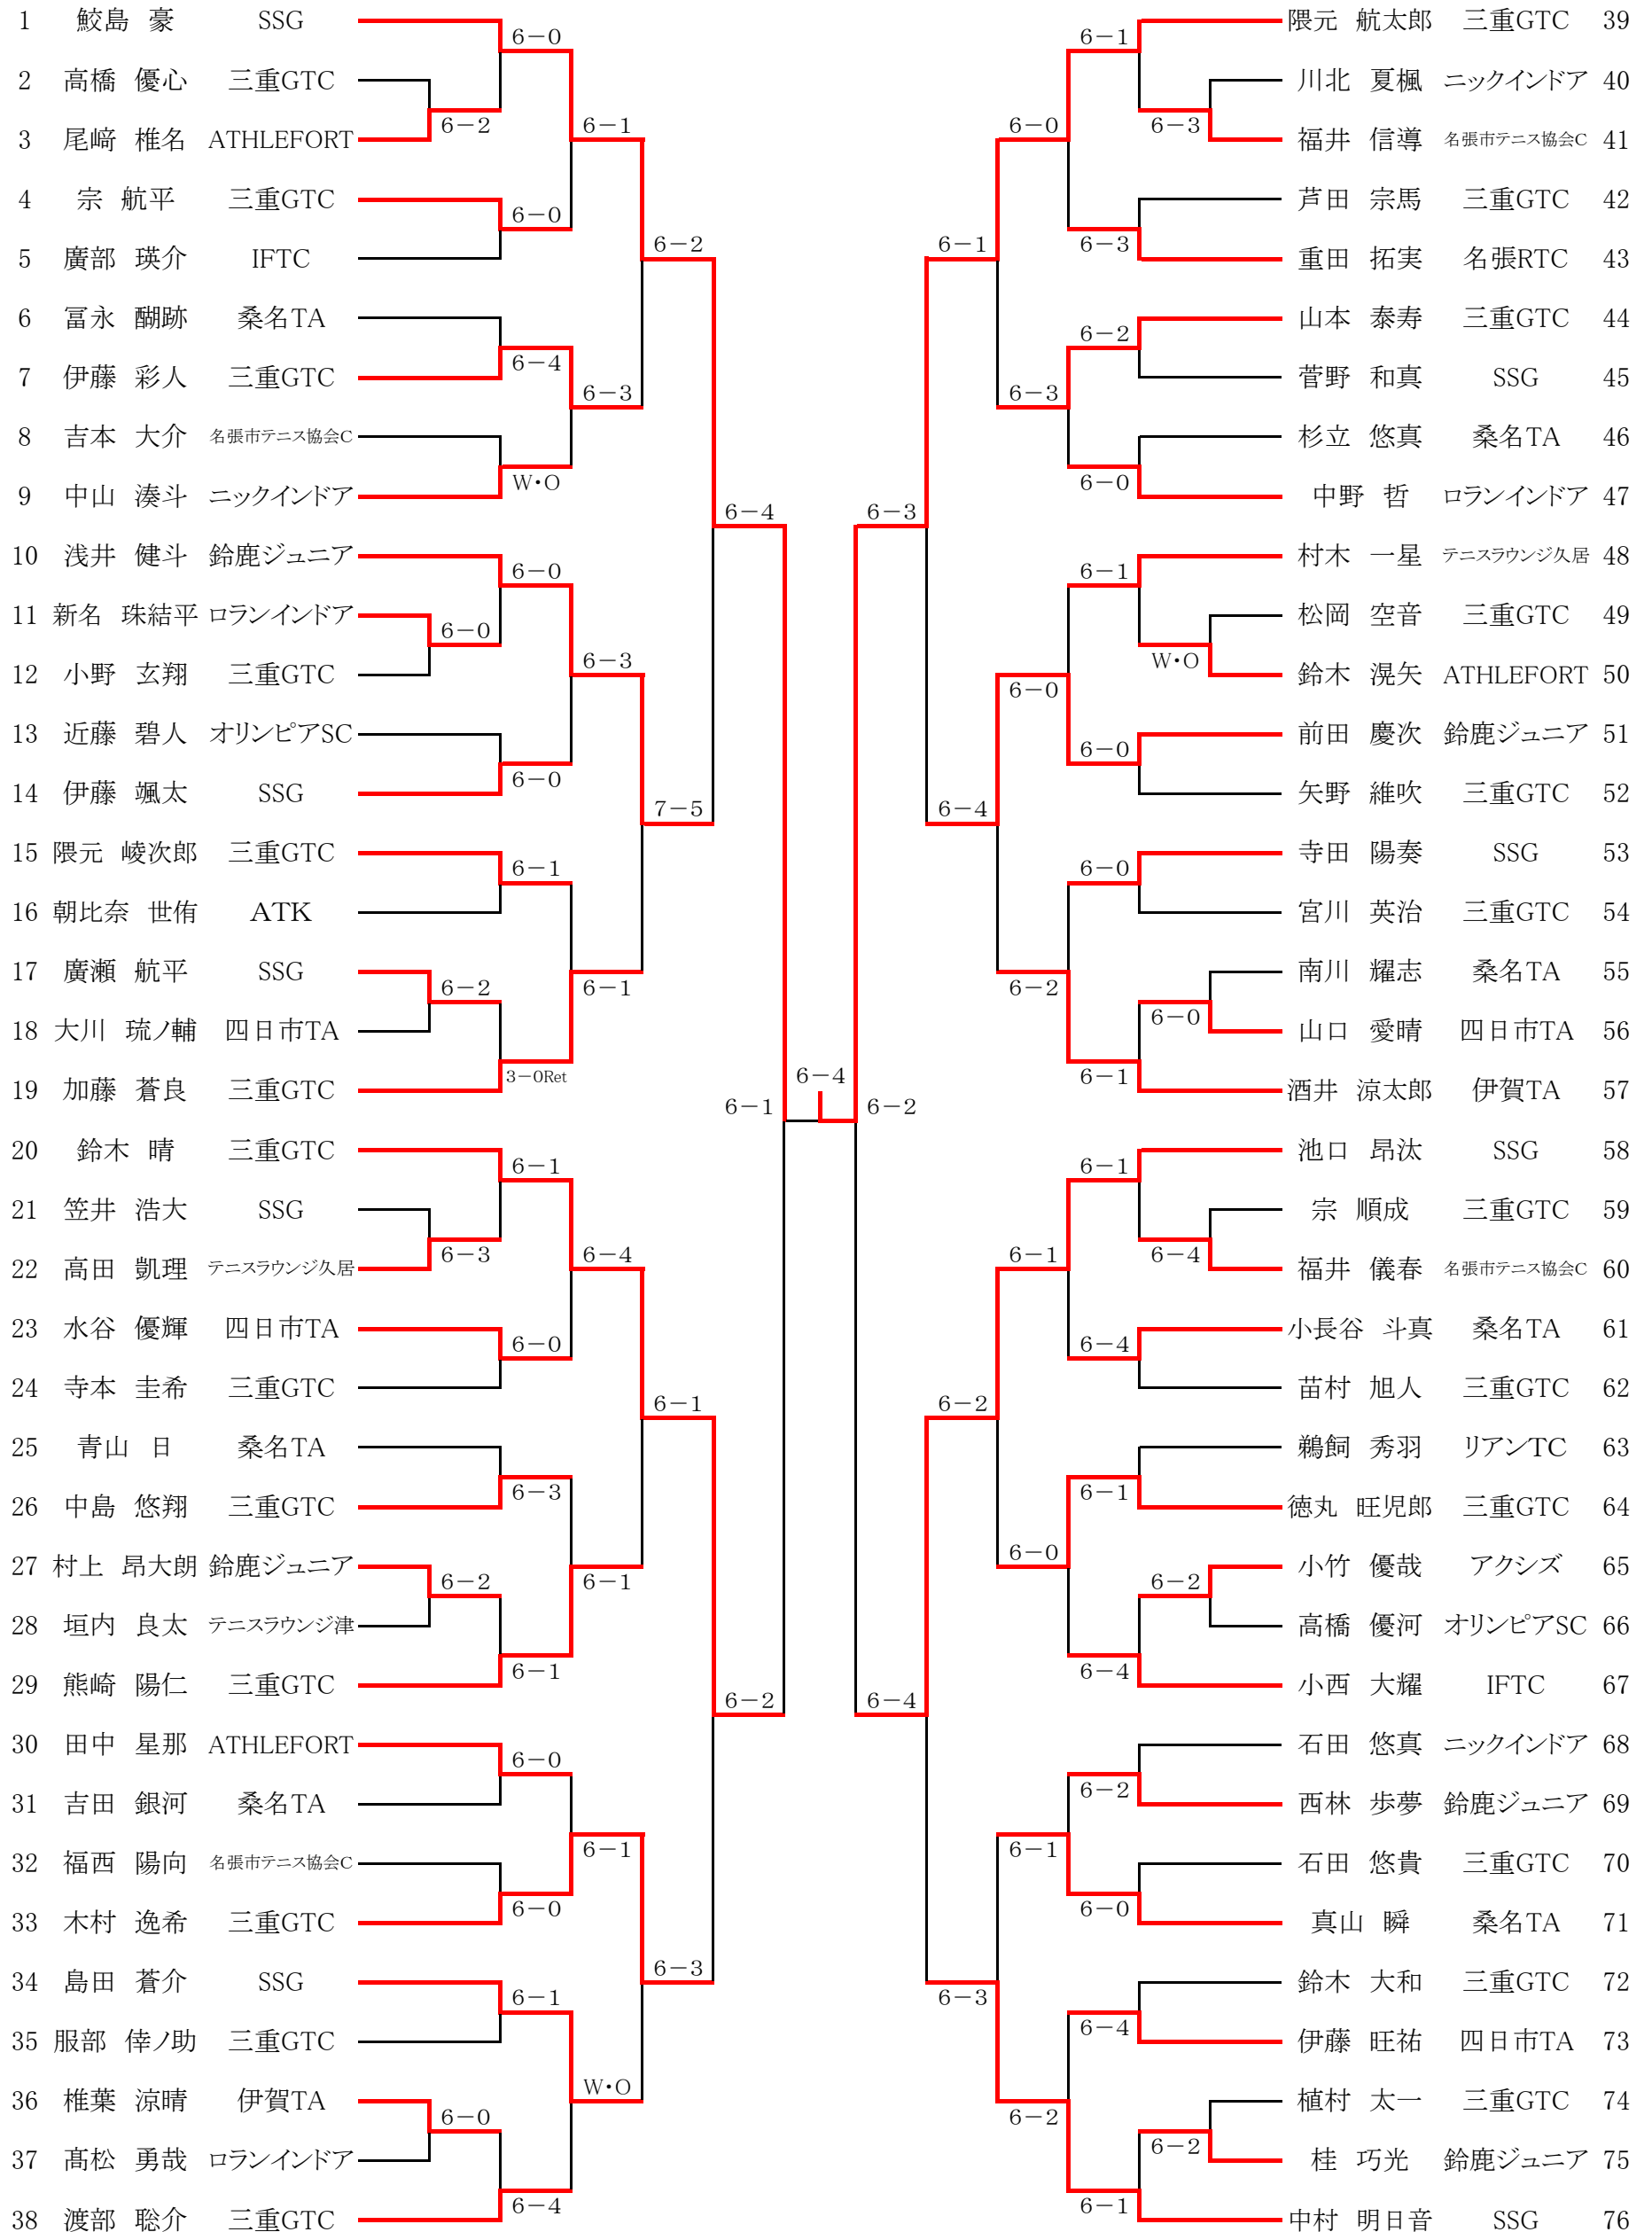 1 鮫島 豪 SSG
2 高橋 優心 三重GTC
3 尾﨑 椎名 ATHLEFORT
4 宗 航平 三重GTC
5 廣部 瑛介 IFTC
6 冨永 醐跡 桑名TA
7 伊藤 彩人 三重GTC
8 吉本 大介 名張市テニス協会C
9 中山 湊斗 ニックインドア
10 浅井 健斗 鈴鹿ジュニア
11 新名 珠結平 ロランインドア
12 小野 玄翔 三重GTC
13 近藤 碧人 オリンピアSC
14 伊藤 颯太 SSG
15 隈元 崚次郎 三重GTC
16 朝比奈 世侑 ATK
17 廣瀬 航平 SSG
18 大川 琉ノ輔 四日市TA
19 加藤 蒼良 三重GTC
20 鈴木 晴 三重GTC
21 笠井 浩大 SSG
22 高田 凱理 テニスラウンジ久居
23 水谷 優輝 四日市TA
24 寺本 圭希 三重GTC
25 青山 日 桑名TA
26 中島 悠翔 三重GTC
27 村上 昂大朗 鈴鹿ジュニア
28 垣内 良太 テニスラウンジ津
29 熊崎 陽仁 三重GTC
30 田中 星那 ATHLEFORT
31 吉田 銀河 桑名TA
32 福西 陽向 名張市テニス協会C
33 木村 逸希 三重GTC
34 島田 蒼介 SSG
35 服部 倖ノ助 三重GTC
36 椎葉 涼晴 伊賀TA
37 髙松 勇哉 ロランインドア
38 渡部 聡介 三重GTC
6-2
6-0
6-2
6-3
6-2
6-0
6-0
6-0
6-4
W・O
6-0
6-0
6-1
3-0Ret
6-1
6-0
6-3
6-1
6-0
6-0
6-1
6-4
6-1
6-3
6-3
6-1
6-4
6-1
6-1
W・O
6-2
7-5
6-1
6-3
6-4
6-2
6-1
6-4
6-2
6-3
6-4
6-1
6-4
6-2
6-3
6-0
6-3
6-0
6-2
6-1
6-0
6-1
6-2
6-1
6-3
6-2
6-0
6-1
6-0
6-0
6-1
6-1
6-4
6-1
6-4
6-2
6-0
6-4
6-1
6-3
W・O
6-0
6-4
6-2
6-2
隈元 航太郎 三重GTC 39
川北 夏楓 ニックインドア 40
福井 信導 名張市テニス協会C 41
芦田 宗馬 三重GTC 42
重田 拓実 名張RTC 43
山本 泰寿 三重GTC 44
菅野 和真 SSG 45
杉立 悠真 桑名TA 46
中野 哲 ロランインドア 47
村木 一星 テニスラウンジ久居 48
松岡 空音 三重GTC 49
鈴木 滉矢 ATHLEFORT 50
前田 慶次 鈴鹿ジュニア 51
矢野 維吹 三重GTC 52
寺田 陽奏 SSG 53
宮川 英治 三重GTC 54
南川 耀志 桑名TA 55
山口 愛晴 四日市TA 56
酒井 涼太郎 伊賀TA 57
池口 昂汰 SSG 58
宗 順成 三重GTC 59
福井 儀春 名張市テニス協会C 60
小長谷 斗真 桑名TA 61
苗村 旭人 三重GTC 62
鵜飼 秀羽 リアンTC 63
徳丸 旺児郎 三重GTC 64
小竹 優哉 アクシズ 65
高橋 優河 オリンピアSC 66
小西 大耀 IFTC 67
石田 悠真 ニックインドア 68
西林 歩夢 鈴鹿ジュニア 69
石田 悠貴 三重GTC 70
真山 瞬 桑名TA 71
鈴木 大和 三重GTC 72
伊藤 旺祐 四日市TA 73
植村 太一 三重GTC 74
桂 巧光 鈴鹿ジュニア 75
中村 明日音 SSG 76